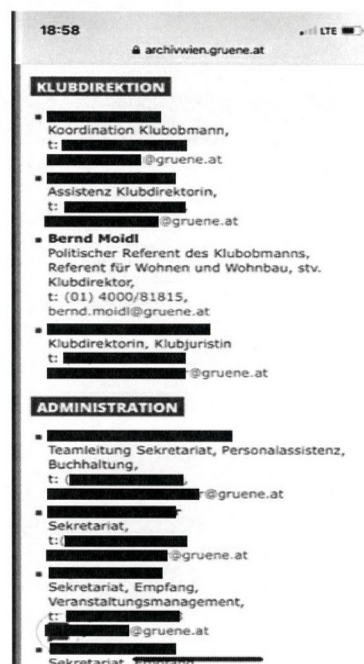 18:58
LTE
archivwien.gruene.at
KLUBDIREKTION
Koordination Klubobmann,
t:
@gruene.at
Assistenz Klubdirektorin,
t:
@gruene.at
Bernd Moidl
Politischer Referent des Klubobmanns,
Referent für Wohnen und Wohnbau, stv.
Klubdirektor,
t: (01) 4000/81815,
bernd.moidl@gruene.at
Klubdirektorin, Klubjuristin
t:
@gruene.at
ADMINISTRATION
Teamleitung Sekretariat, Personalassistenz,
Buchhaltung,
t: (
@gruene.at
Sekretariat,
t:(
@gruene.at
Sekretariat, Empfang,
Veranstaltungsmanagement,
t:
@gruene.at
Sekretariat, Empfang